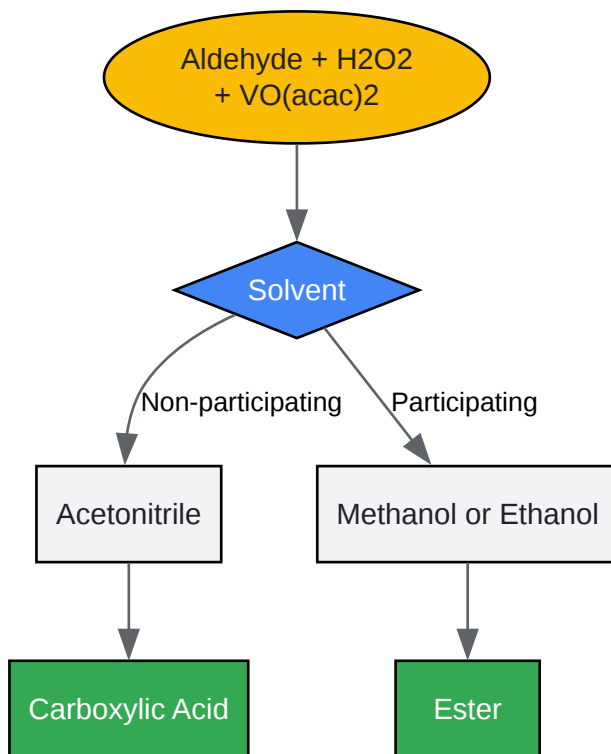 Aldehyde + H2O2
+ VO(acac)2
Solvent
Non-participating
Participating
Acetonitrile
Methanol or Ethanol
Carboxylic Acid
Ester